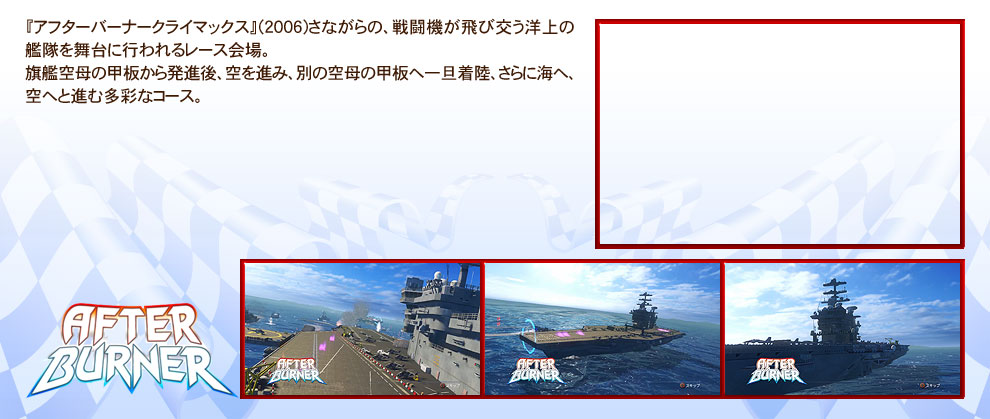 『アフターバーナークライマックス』(2006)さながらの、戦闘機が飛び交う洋上の
艦隊を舞台に行われるレース会場。
旗艦空母の甲板から発進後、空を進み、別の空母の甲板へ一旦着陸、さらに海へ、
空へと進む多彩なコース。
AFTER
BURNER
AFTER
BURNER
スキップ
AFTER
BURNER
スキップ
AFTER
BURNER
スキップ